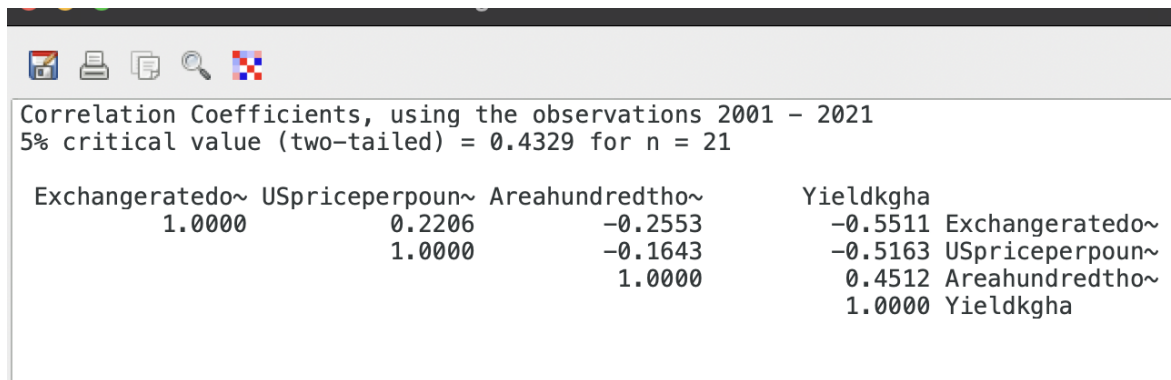 Correlation Coefficients, using the observations 2001 – 2021
5% critical value (two-tailed) = 0.4329 for n = 21
Exchangeratedo~ USpriceperpoun~ Areahundredtho~ Yieldkgha
1.0000 0.2206 -0.2553 -0.5511 Exchangeratedo~
1.0000 -0.1643 -0.5163 USpriceperpoun~
1.0000 0.4512 Areahundredtho~
1.0000 Yieldkgha